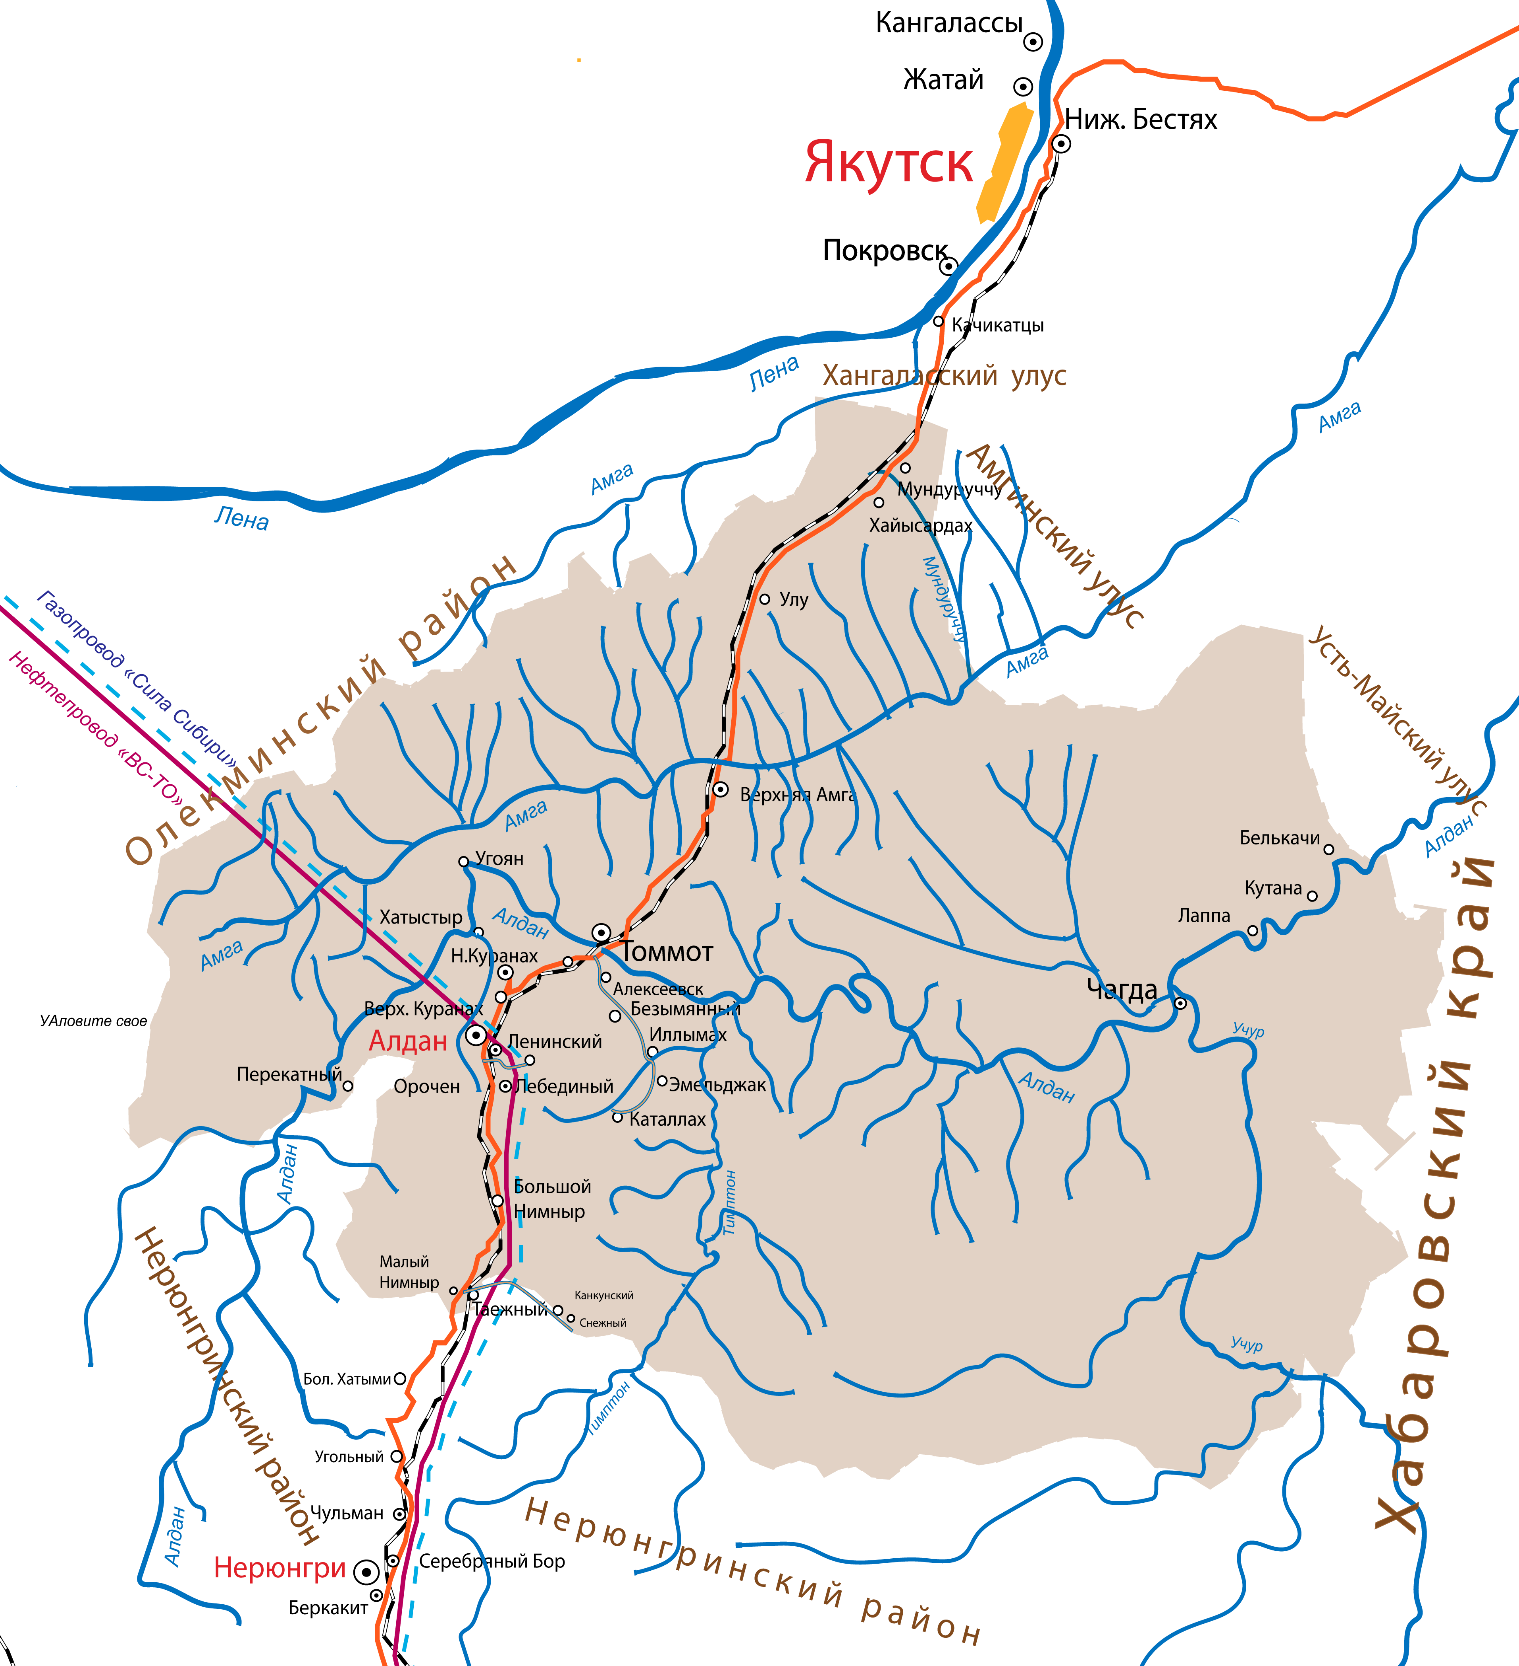 Кангалассы
Жатай
Ниж. Бестях
Якутск
Покровск
Качикатцы
Лена
Хангаласский улус
Амга
Амгинский улус
Амга
Лена
Мундуруччу
Хайысардах
Мундуруччу
Олекминский район
Улу
Газопровод «Сила Сибири»
Нефтепровод «ВС-ТО»
Амга
Усть-Майский улус
Верхняя Амга
Амга
Белькачи
Алдан
Угоян
Кутана
Хатыстыр
Алдан
Лаппа
Амга
Н.Куранах
Томмот
Алексеевск
Чагда
Верх. Куранах
Безымянный
УАловите свое
Алдан
Ленинский
Иллымах
Учур
Перекатный
Орочен
Лебединый
Эмельджак
Алдан
Каталлах
Хабаровский край
Алдан
Большой
Нимныр
Тимптон
Нерюнгринский район
Малый
Нимныр
Таежный
Канкунский
Снежный
Учур
Бол. Хатыми
Тимптон
Угольный
Чульман
Алдан
Нерюнгринский район
Нерюнгри
Серебряный Бор
Беркакит